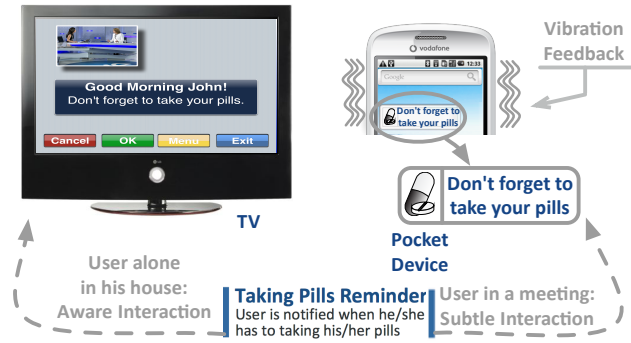 Good Morning John!
Don't forget to take your pills.
Cancel
OK
Menu
Exit
TV
vodafone
12:33
Google
Don't forget to
take your pills
Vibration
Feedback
Don't forget to
take your pills
Pocket
Device
User alone
in his house:
Aware Interaction
Taking Pills Reminder
User is notified when he/she
has to taking his/her pills
User in a meeting:
Subtle Interaction